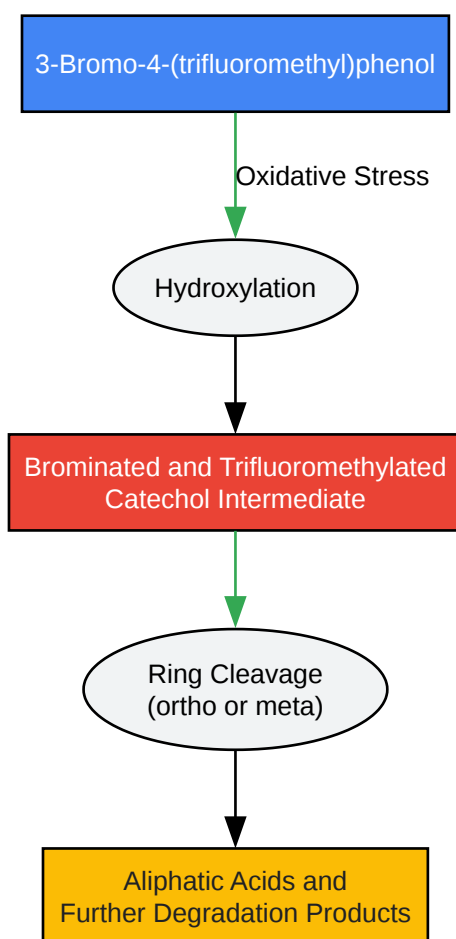 3-Bromo-4-(trifluoromethyl)phenol
Oxidative Stress
Hydroxylation
Brominated and Trifluoromethylated
Catechol Intermediate
Ring Cleavage
(ortho or meta)
Aliphatic Acids and
Further Degradation Products